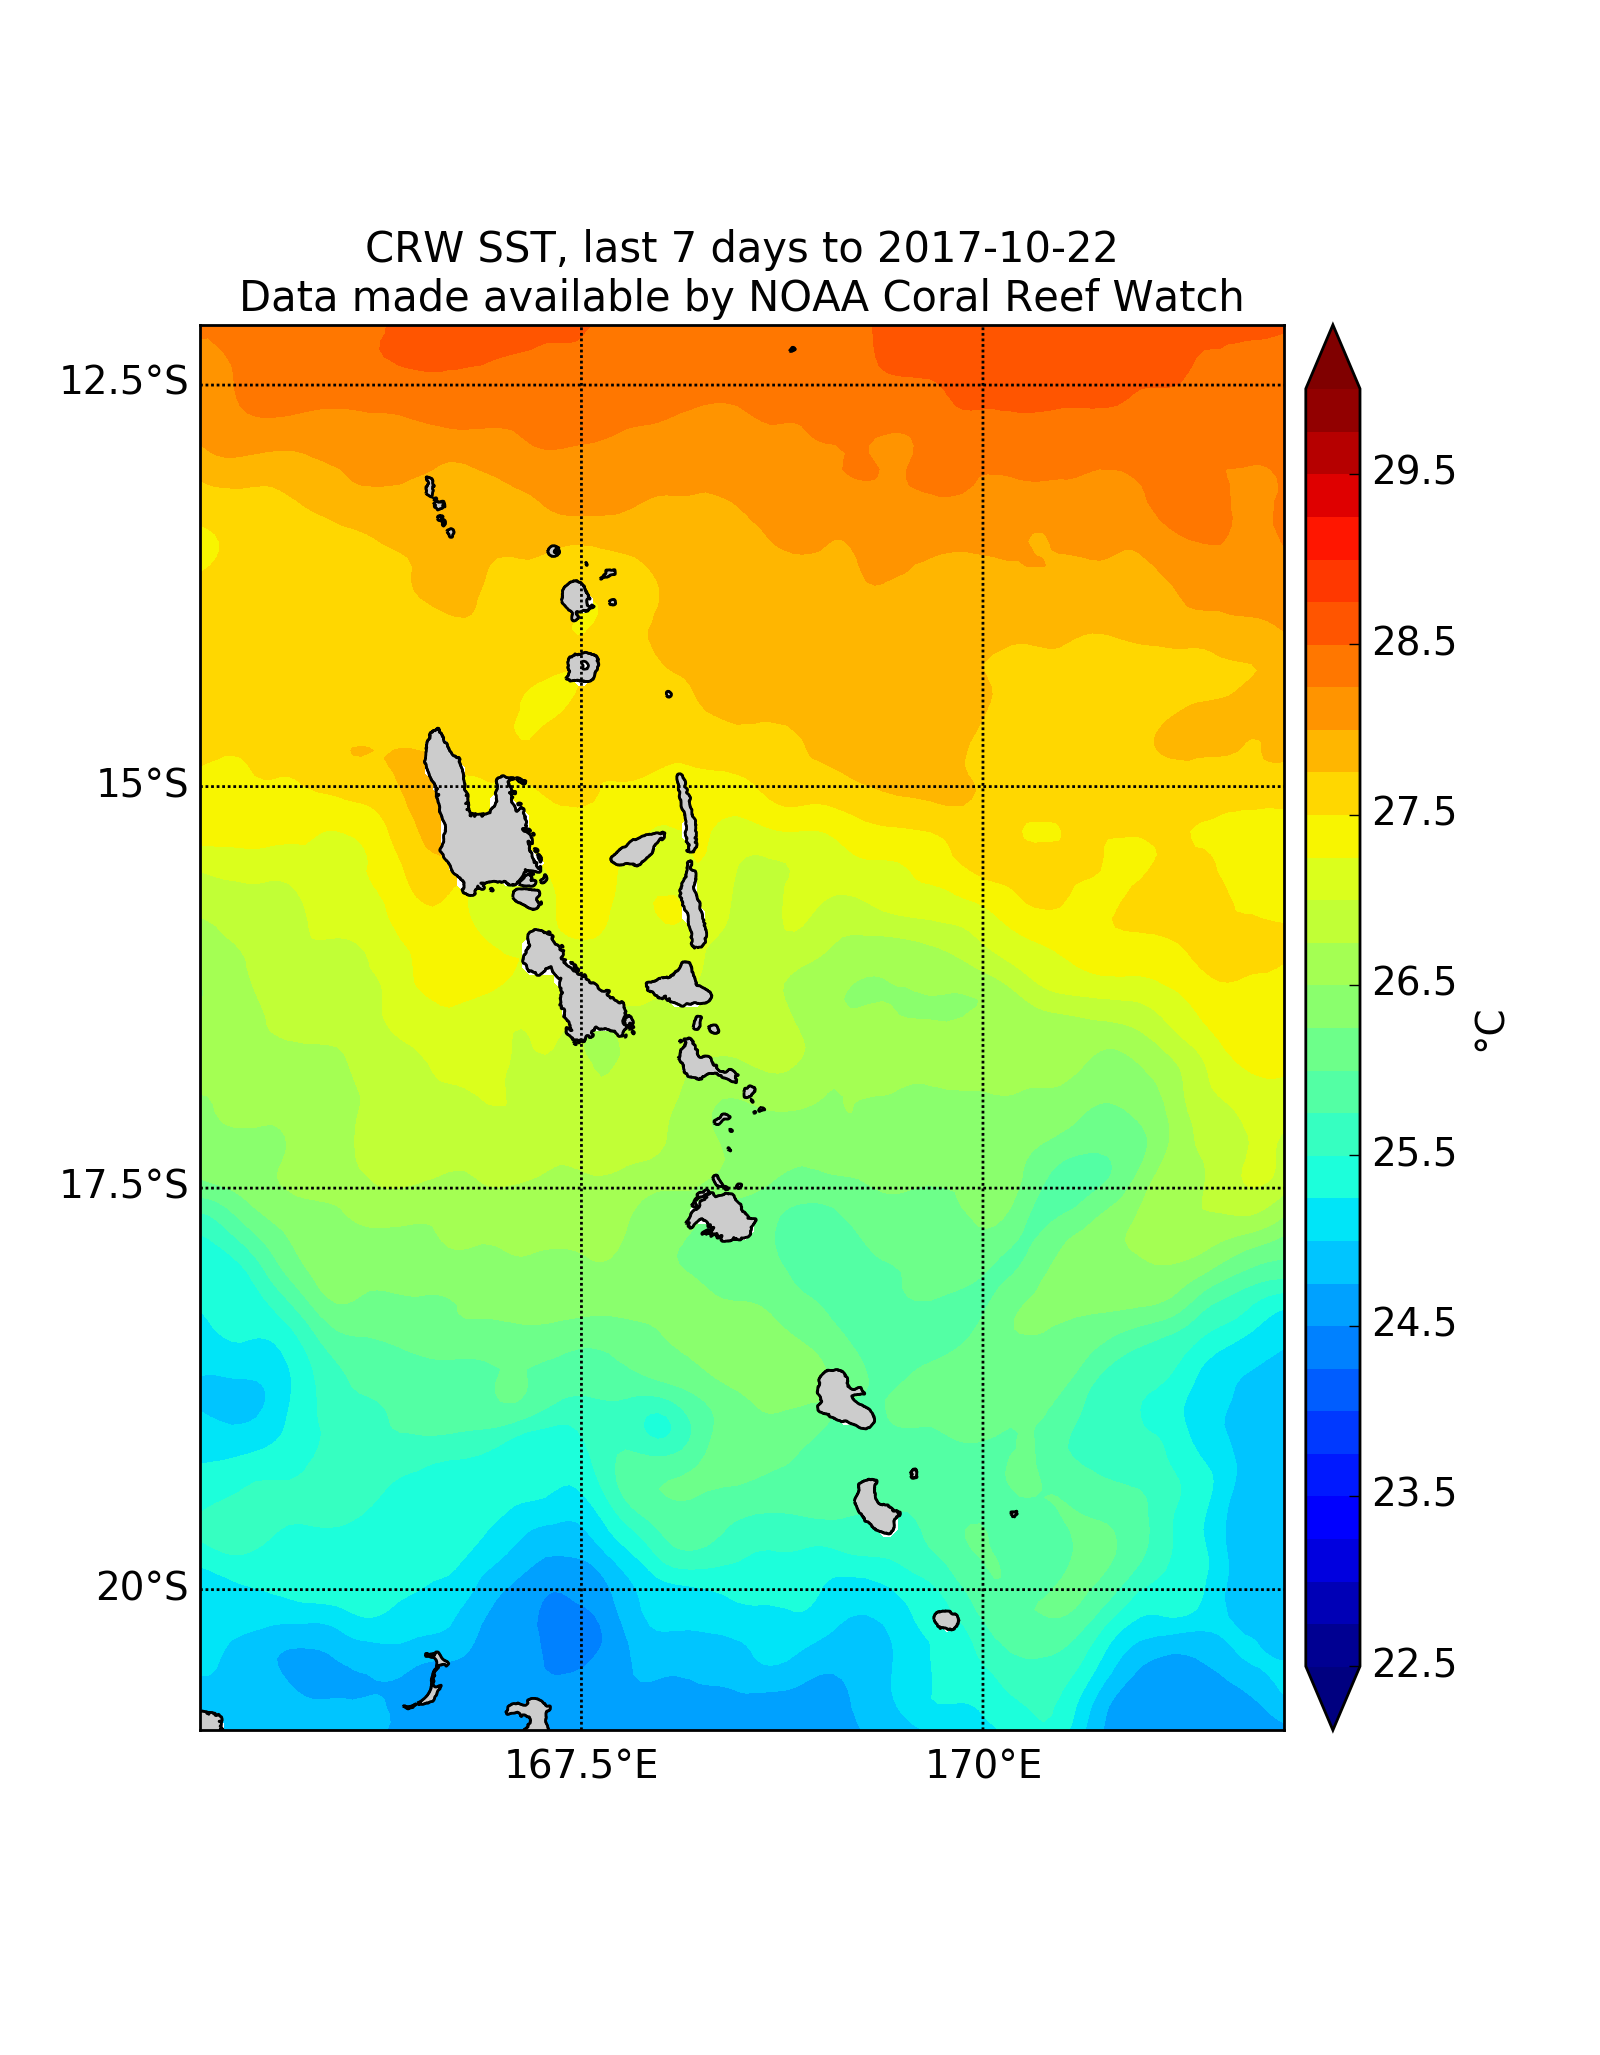 CRW SST, last 7 days to 2017-10-22
Data made available by NOAA Coral Reef Watch
12.5°S
15°S
17.5°S
20°S
167.5°E
170°E
29.5
28.5
27.5
26.5
25.5
24.5
23.5
22.5
°C